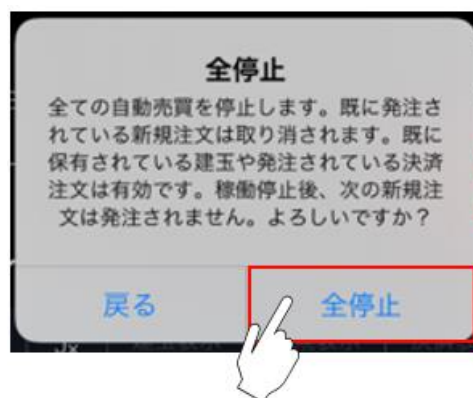 全停止
全ての自動売買を停止します。既に発注さ
れている新規注文は取り消されます。既に
保有されている建玉や発注されている決済
注文は有効です。稼働停止後、次の新規注
文は発注されません。よろしいですか？
戻る
全停止